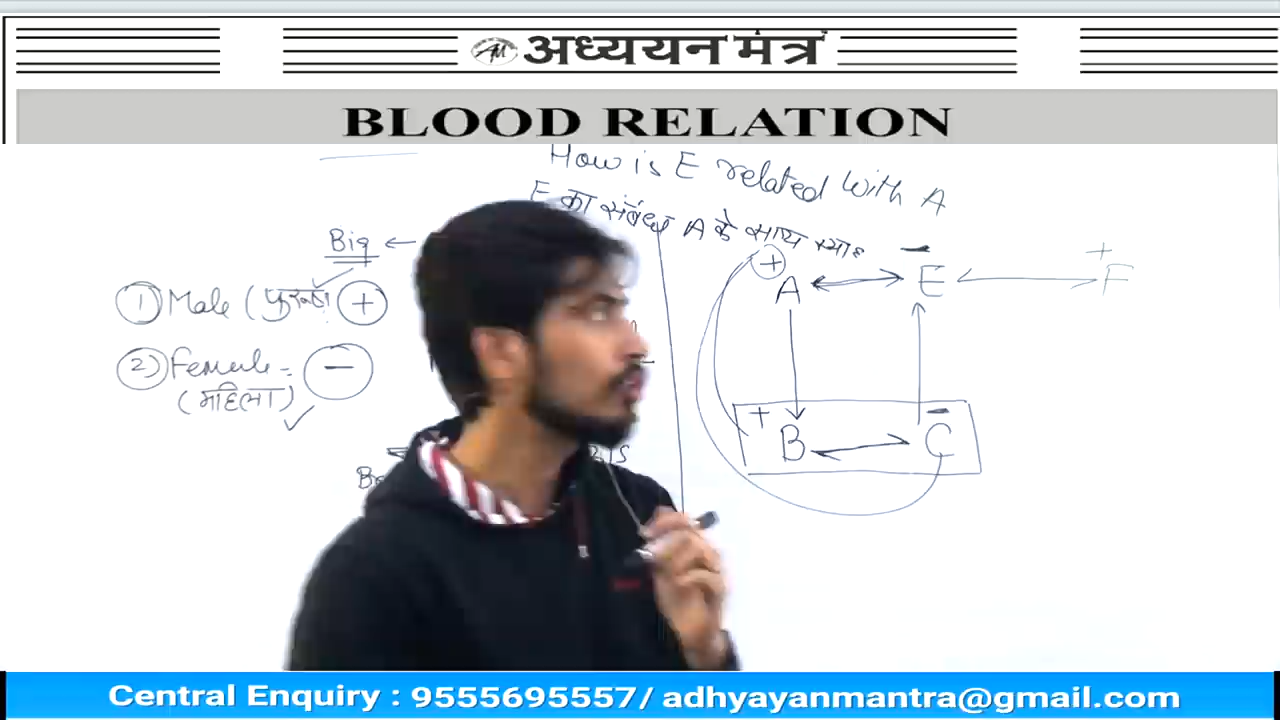 अध्ययन मंत्र
BLOOD RELATION
How is E related with A
E का संबंध A के साथ क्या है
Big ←
1) Male (पुरुष) +
2) Female = −
(महिला)
+ A E − F +
+ B C −
Central Enquiry : 9555695557/ adhyayanmantra@gmail.com